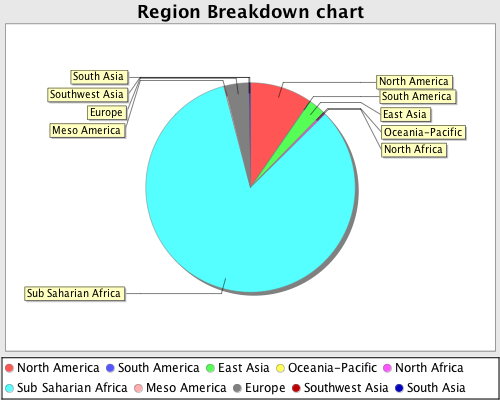 Region Breakdown chart
South Asia
North America
Southwest Asia
South America
Europe
East Asia
Meso America
Oceania-Pacific
North Africa
Sub Saharian Africa
North America South America East Asia Oceania-Pacific North Africa
Sub Saharian Africa Meso America Europe Southwest Asia South Asia